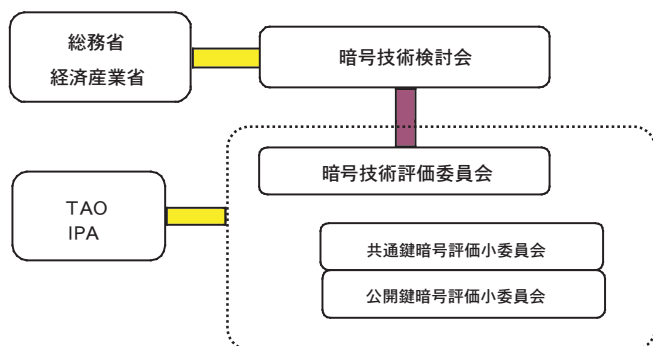 総務省
経済産業省
暗号技術検討会
暗号技術評価委員会
TAO
IPA
共通鍵暗号評価小委員会
公開鍵暗号評価小委員会